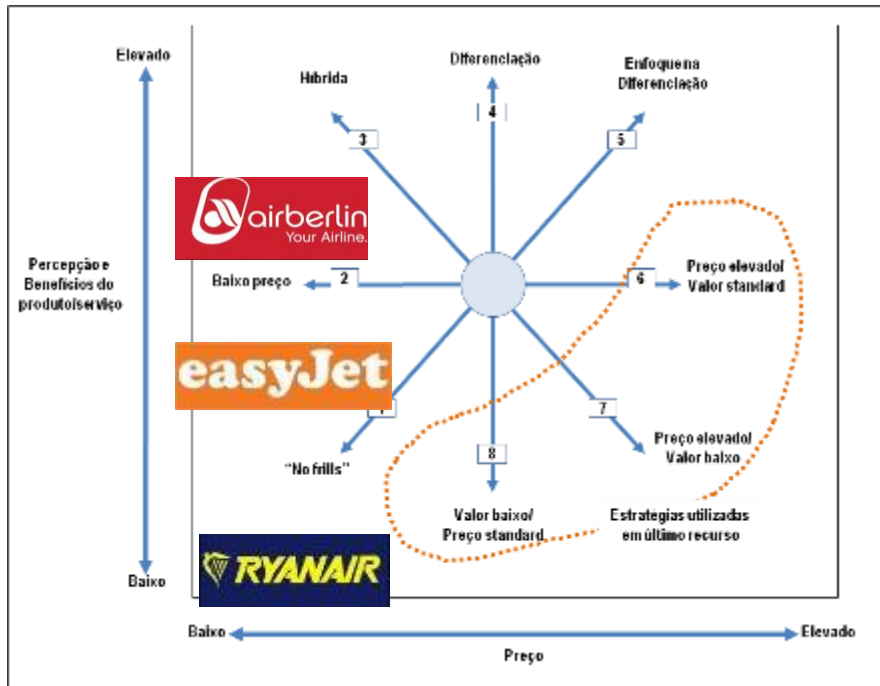 Elevado
Híbrida
Diferenciação
Enfoque na
Diferenciação
3
4
5
airberlin
Your Airline.
Percepção e
Benefícios do
produto/serviço
Baixo preço
2
6
Preço elevado/
Valor standard
easyJet
1
7
"No frills"
8
Preço elevado/
Valor baixo
Valor baixo/
Preço standard
Estratégias utilizadas
em último recurso
RYANAIR
Baixo
Baixo
Elevado
Preço